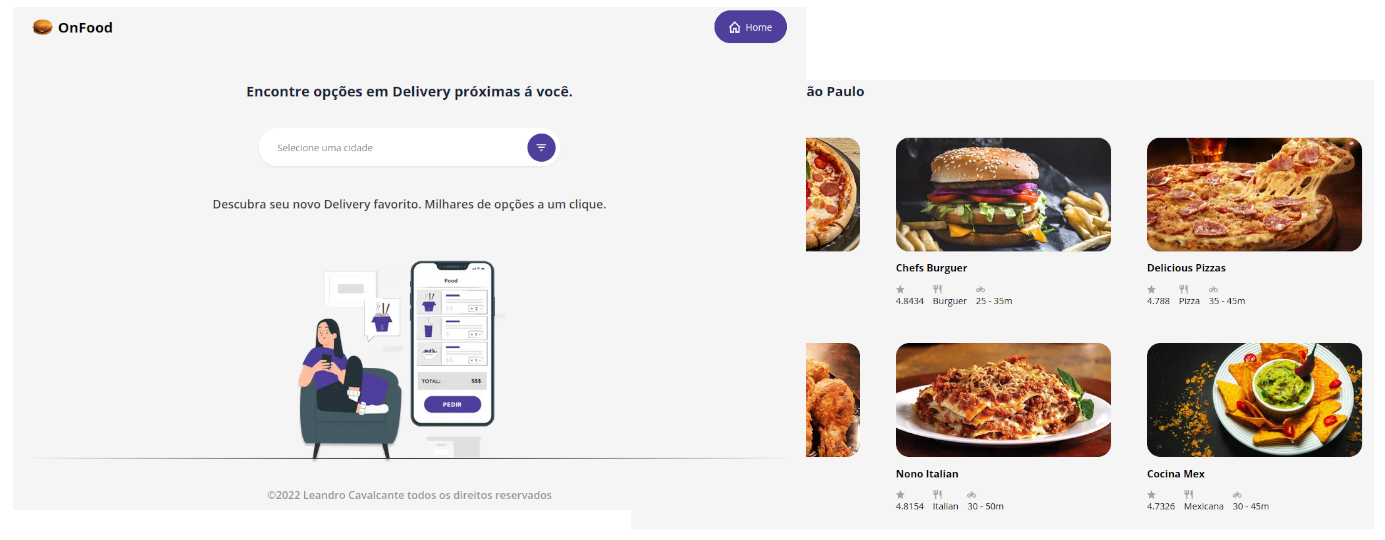 OnFood
Home
Encontre opções em Delivery próximas á você.
Selecione uma cidade
Descubra seu novo Delivery favorito. Milhares de opções a um clique.
Food
TOTAL: $$$
PEDIR
©2022 Leandro Cavalcante todos os direitos reservados
ão Paulo
Chefs Burguer
4.8434 Burguer 25 - 35m
Delicious Pizzas
4.788 Pizza 35 - 45m
Nono Italian
4.8154 Italian 30 - 50m
Cocina Mex
4.7326 Mexicana 30 - 45m